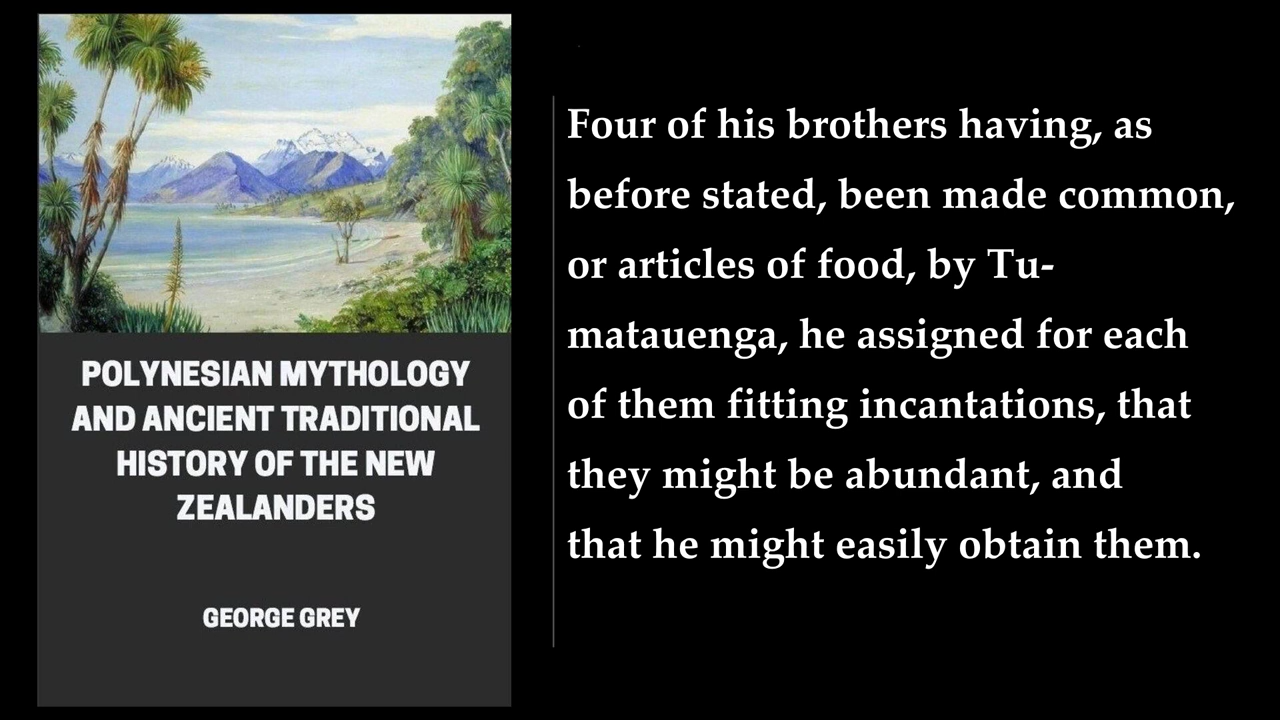 POLYNESIAN MYTHOLOGY
AND ANCIENT TRADITIONAL
HISTORY OF THE NEW
ZEALANDERS
GEORGE GREY
Four of his brothers having, as
before stated, been made common,
or articles of food, by Tu-
matauenga, he assigned for each
of them fitting incantations, that
they might be abundant, and
that he might easily obtain them.